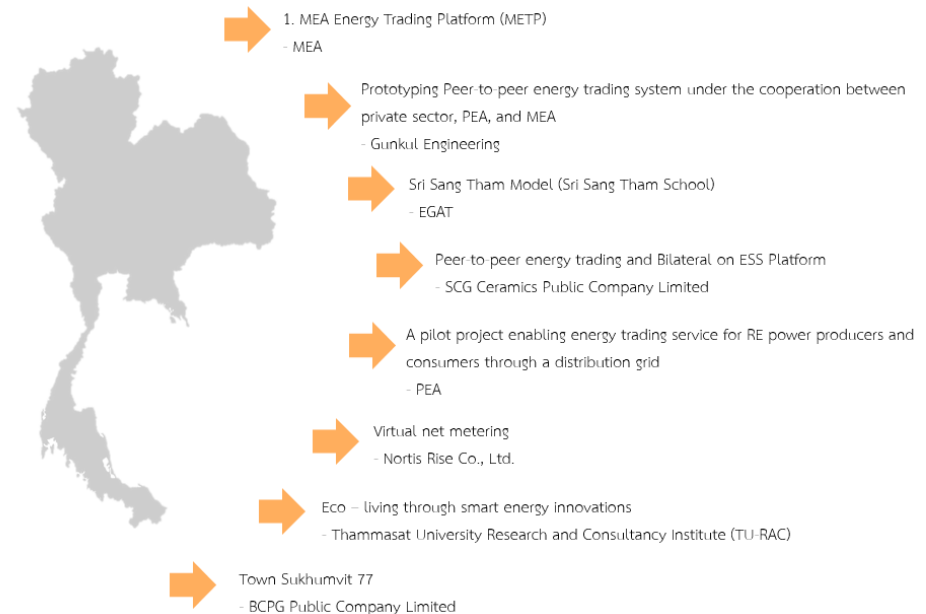 1. MEA Energy Trading Platform (METP)
- MEA
Prototyping Peer-to-peer energy trading system under the cooperation between
private sector, PEA, and MEA
- Gunkul Engineering
Sri Sang Tham Model (Sri Sang Tham School)
- EGAT
Peer-to-peer energy trading and Bilateral on ESS Platform
- SCG Ceramics Public Company Limited
A pilot project enabling energy trading service for RE power producers and
consumers through a distribution grid
- PEA
Virtual net metering
- Nortis Rise Co., Ltd.
Eco – living through smart energy innovations
- Thammasat University Research and Consultancy Institute (TU-RAC)
Town Sukhumvit 77
- BCPG Public Company Limited